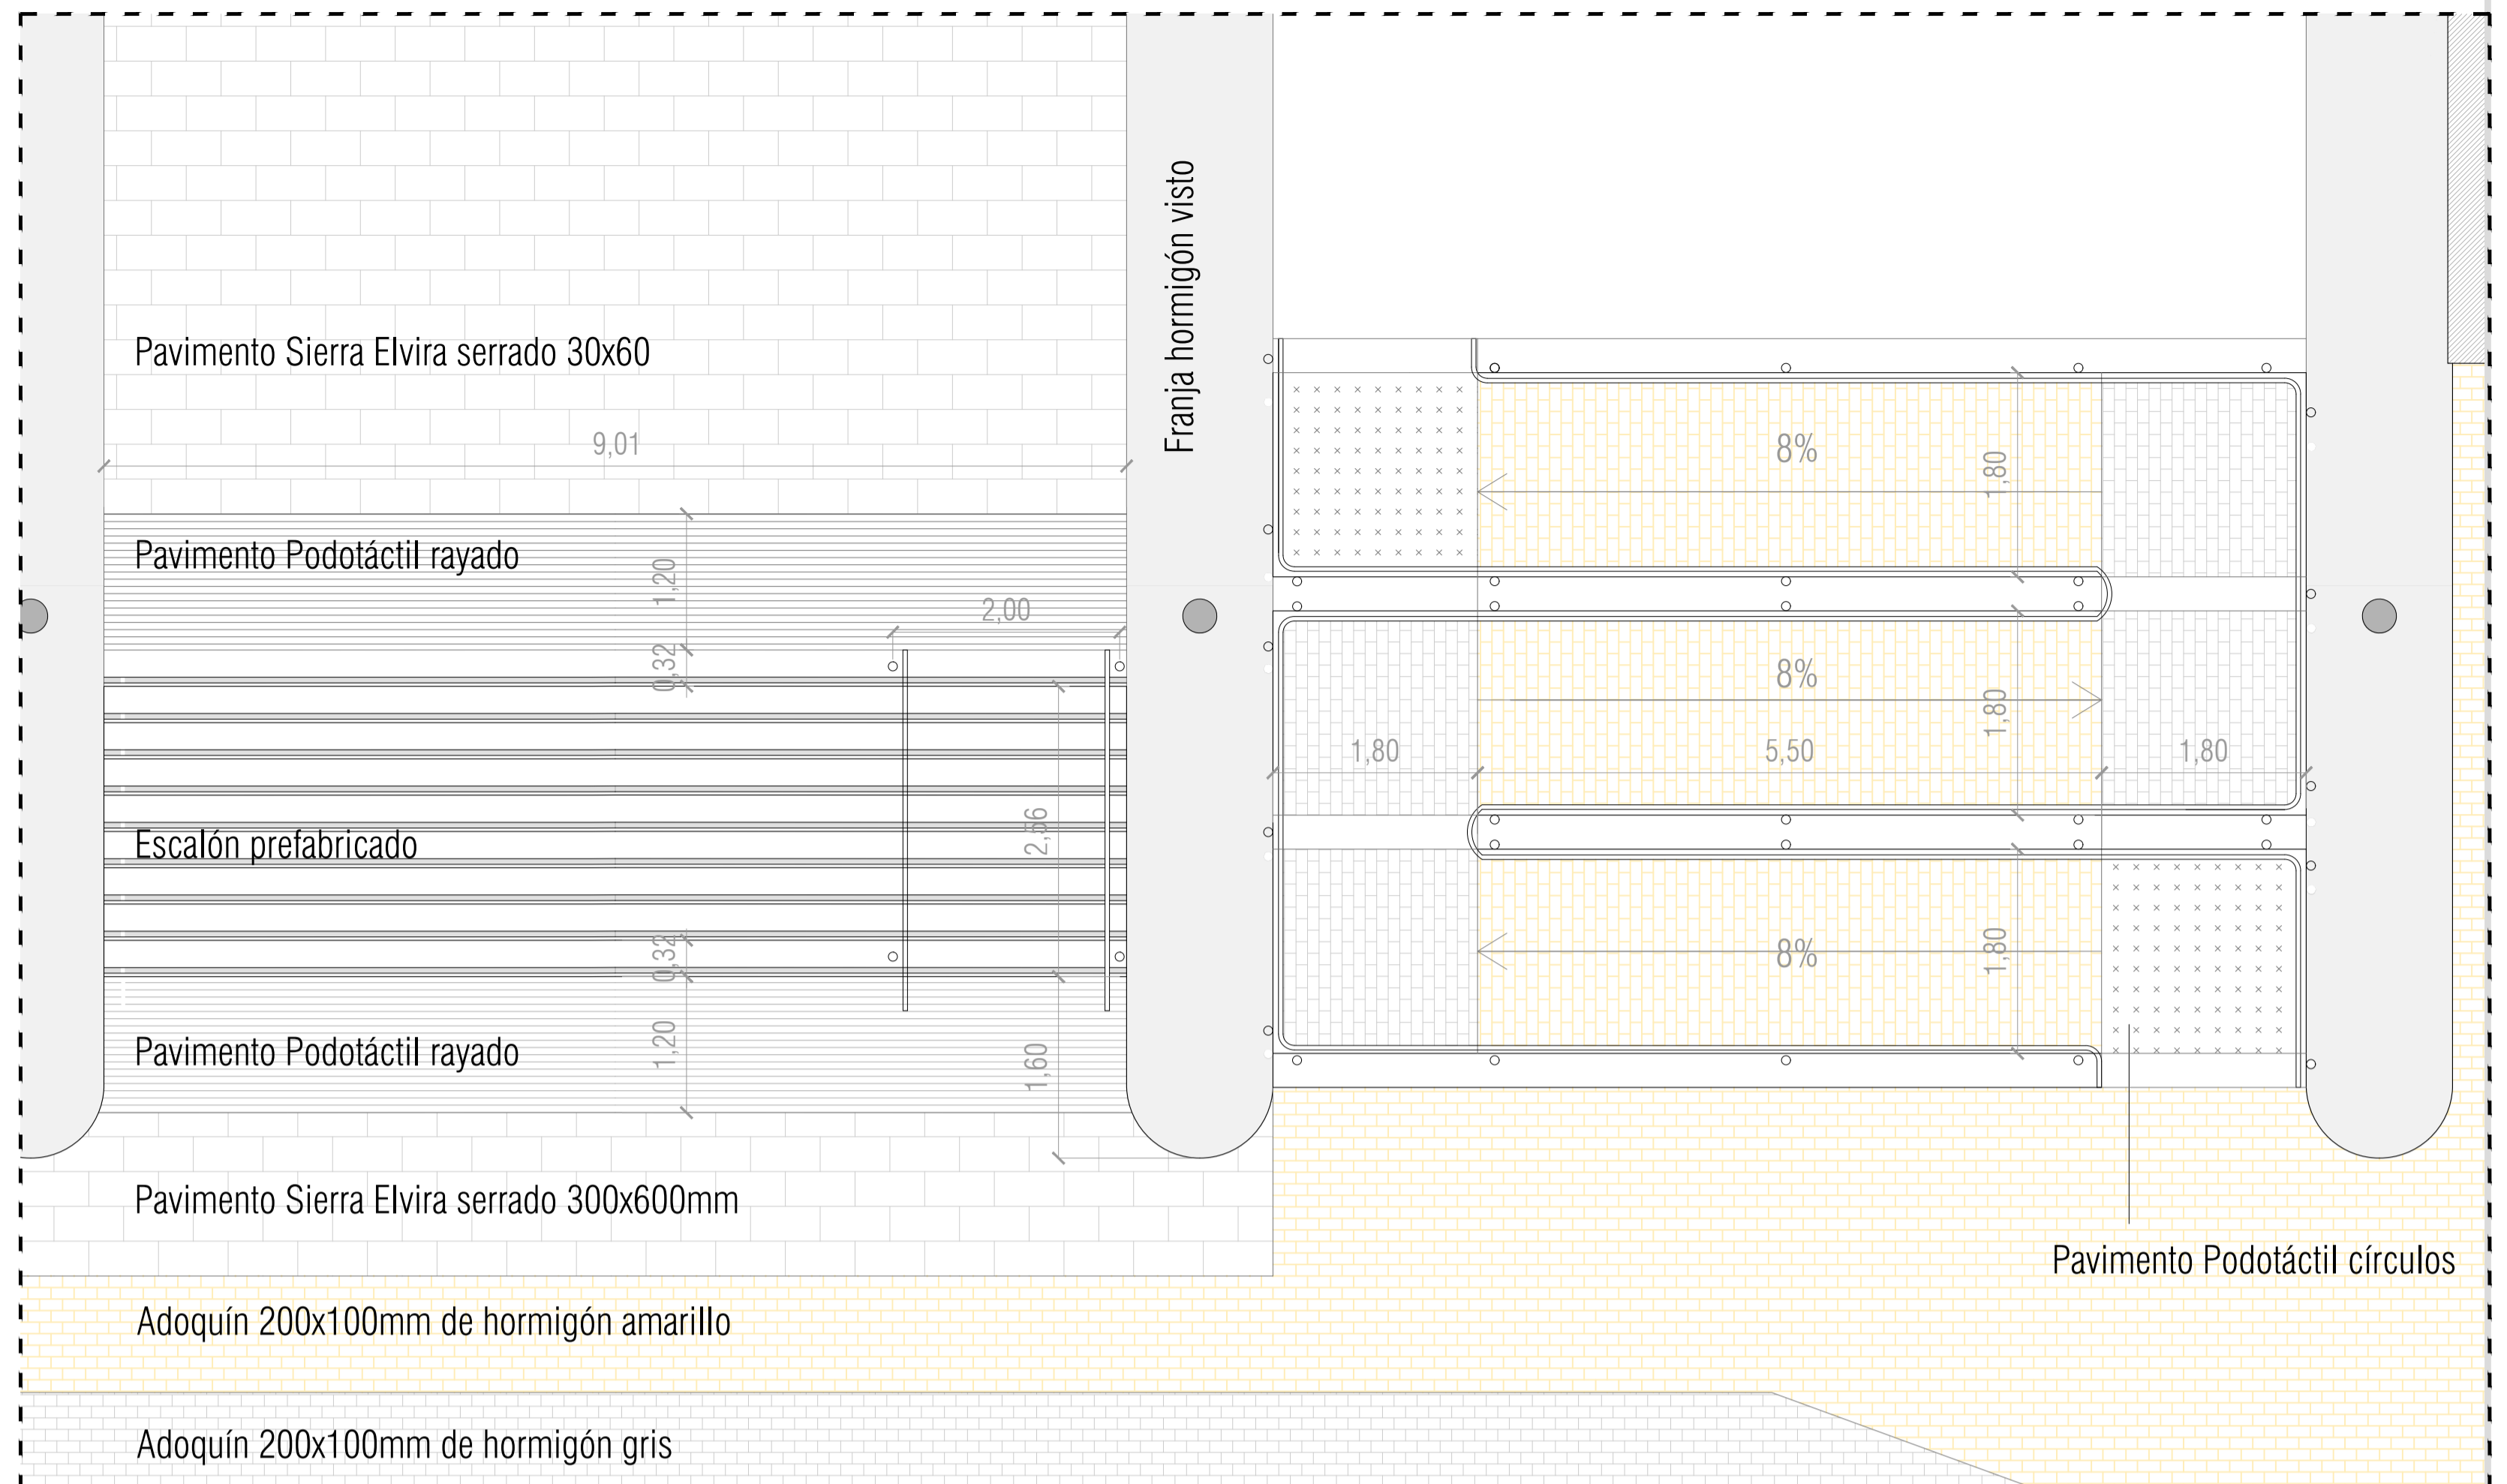 Franja hormigón visto
Pavimento Sierra Elvira serrado 30x60
9,01
8%
1,80
Pavimento Podotáctil rayado
1,20
2,00
0,32
8%
1,80
1,80
5,50
1,80
2,56
Escalón prefabricado
0,32
8%
1,80
Pavimento Podotáctil rayado
1,20
1,60
Pavimento Sierra Elvira serrado 300x600mm
Pavimento Podotáctil círculos
Adoquín 200x100mm de hormigón amarillo
Adoquín 200x100mm de hormigón gris